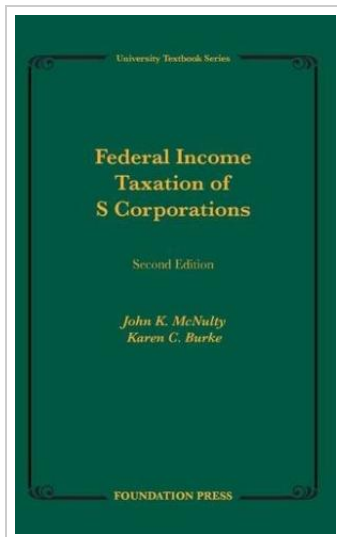 University Textbook Series
Federal Income
Taxation of
S Corporations
Second Edition
John K. McNulty
Karen C. Burke
FOUNDATION PRESS